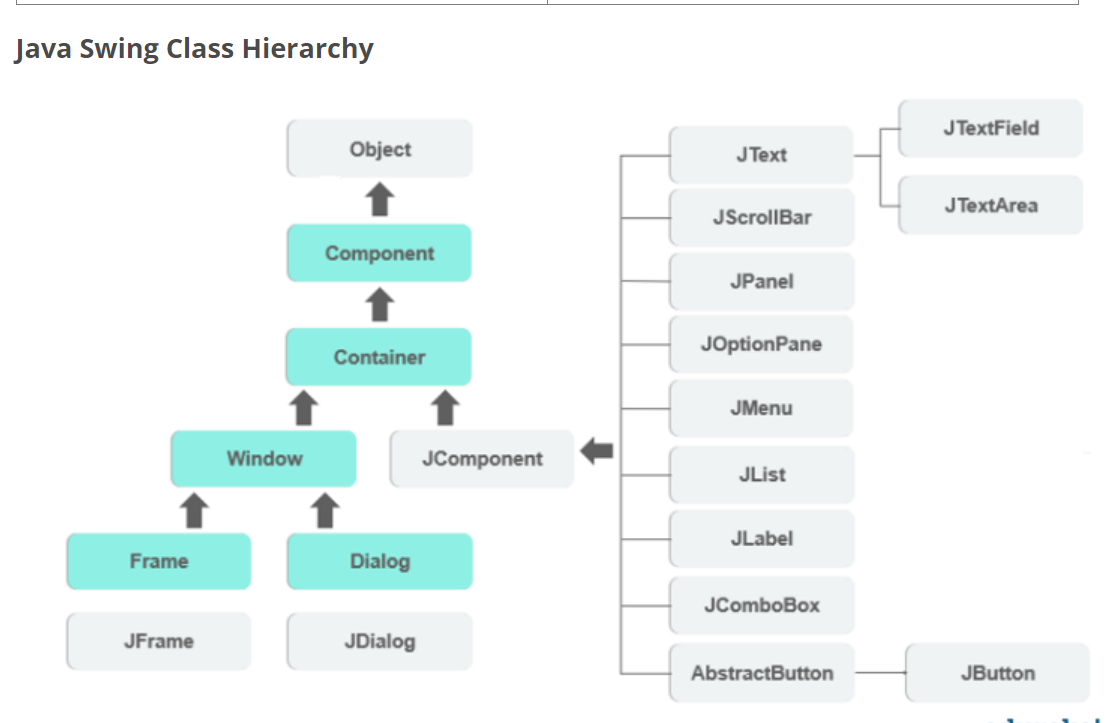 Java Swing Class Hierarchy
Object
Component
Container
Window
JComponent
Frame
Dialog
JFrame
JDialog
JText
JScrollBar
JPanel
JOptionPane
JMenu
JList
JLabel
JComboBox
AbstractButton
JTextField
JTextArea
JButton